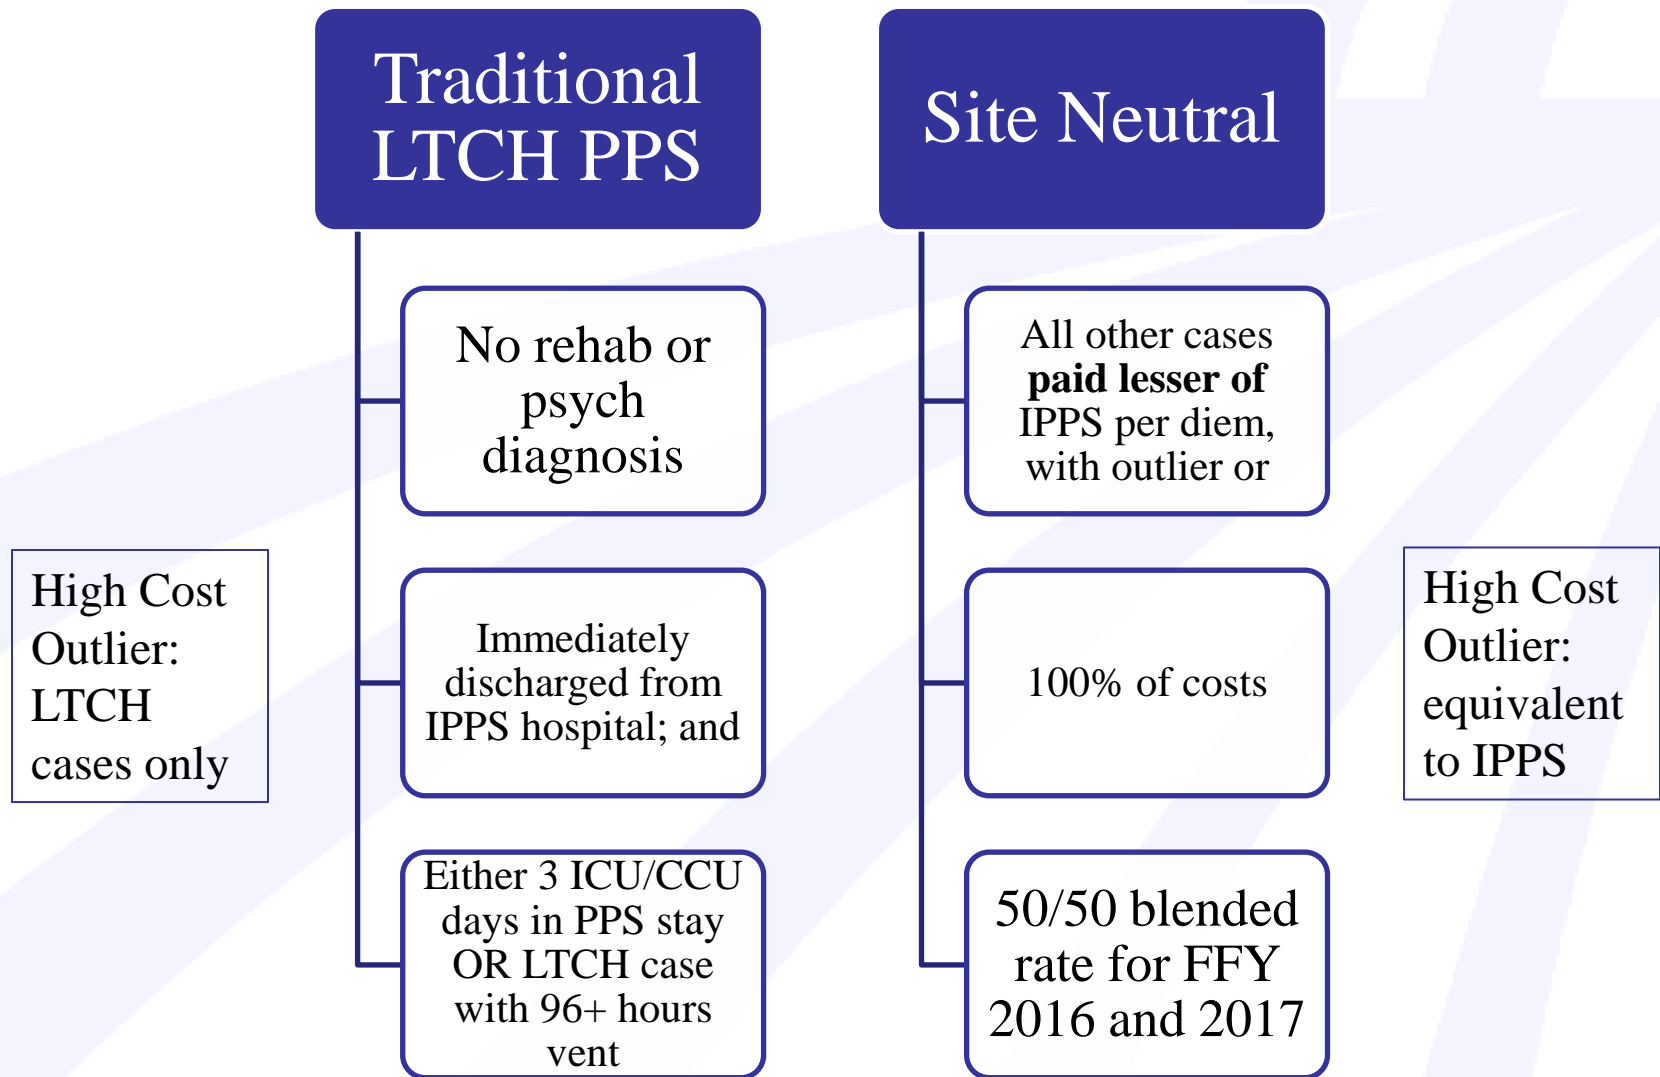 Traditional
LTCH PPS
No rehab or
psych
diagnosis
Immediately
discharged from
IPPS hospital; and
Either 3 ICU/CCU
days in PPS stay
OR LTCH case
with 96+ hours
vent
High Cost
Outlier:
LTCH
cases only
Site Neutral
All other cases
paid lesser of
IPPS per diem,
with outlier or
100% of costs
50/50 blended
rate for FFY
2016 and 2017
High Cost
Outlier:
equivalent
to IPPS